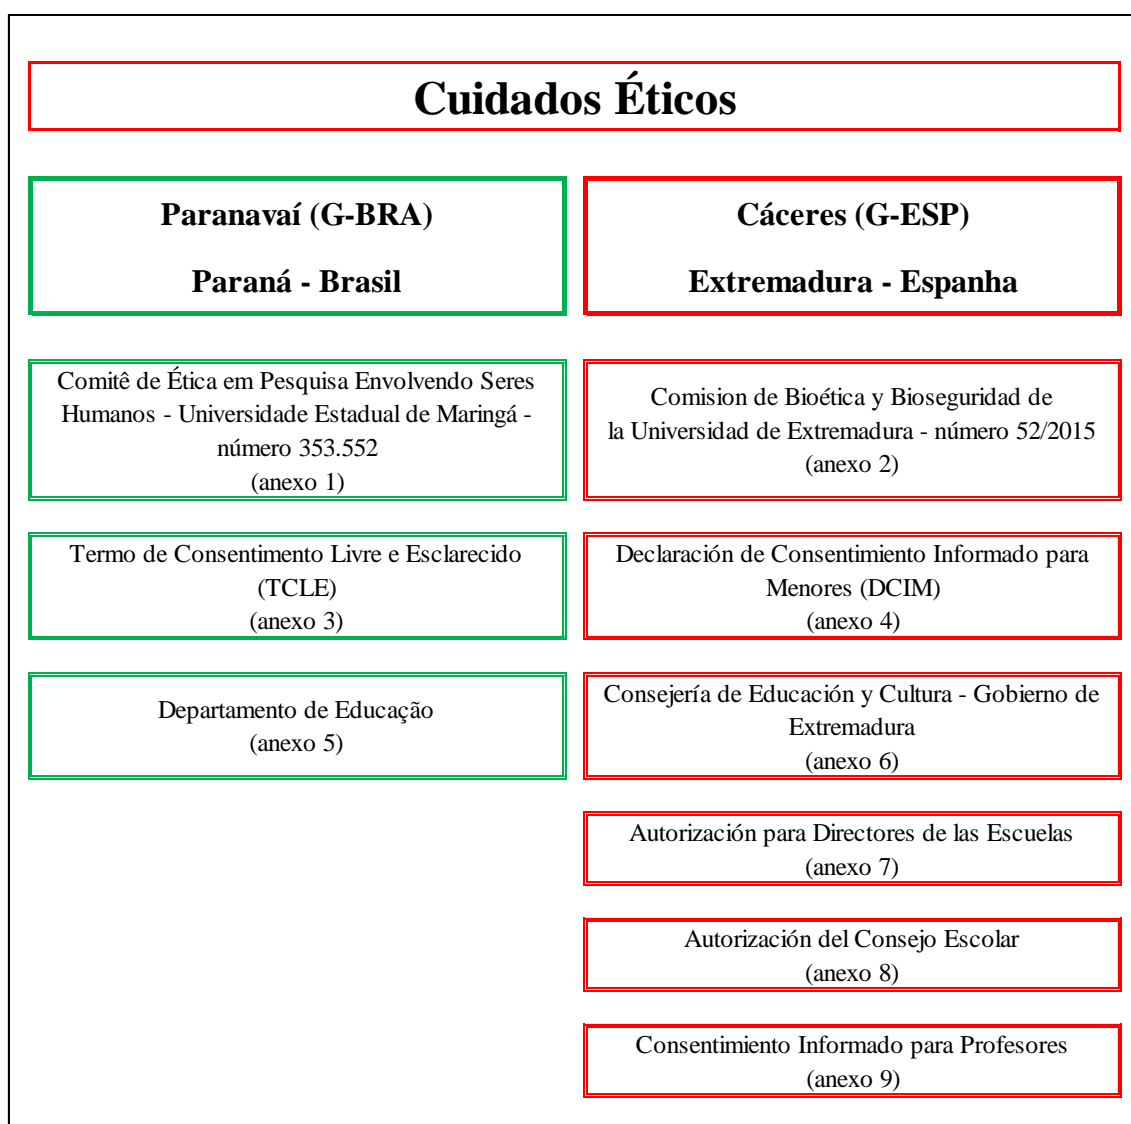 Cuidados Éticos
Paranavaí (G-BRA)
Paraná - Brasil
Cáceres (G-ESP)
Extremadura - Espanha
Comitê de Ética em Pesquisa Envolvendo Seres
Humanos - Universidade Estadual de Maringá -
número 353.552
(anexo 1)
Comision de Bioética y Bioseguridad de
la Universidad de Extremadura - número 52/2015
(anexo 2)
Termo de Consentimento Livre e Esclarecido
(TCLE)
(anexo 3)
Declaración de Consentimiento Informado para
Menores (DCIM)
(anexo 4)
Departamento de Educação
(anexo 5)
Consejería de Educación y Cultura - Gobierno de
Extremadura
(anexo 6)
Autorización para Directores de las Escuelas
(anexo 7)
Autorización del Consejo Escolar
(anexo 8)
Consentimiento Informado para Profesores
(anexo 9)